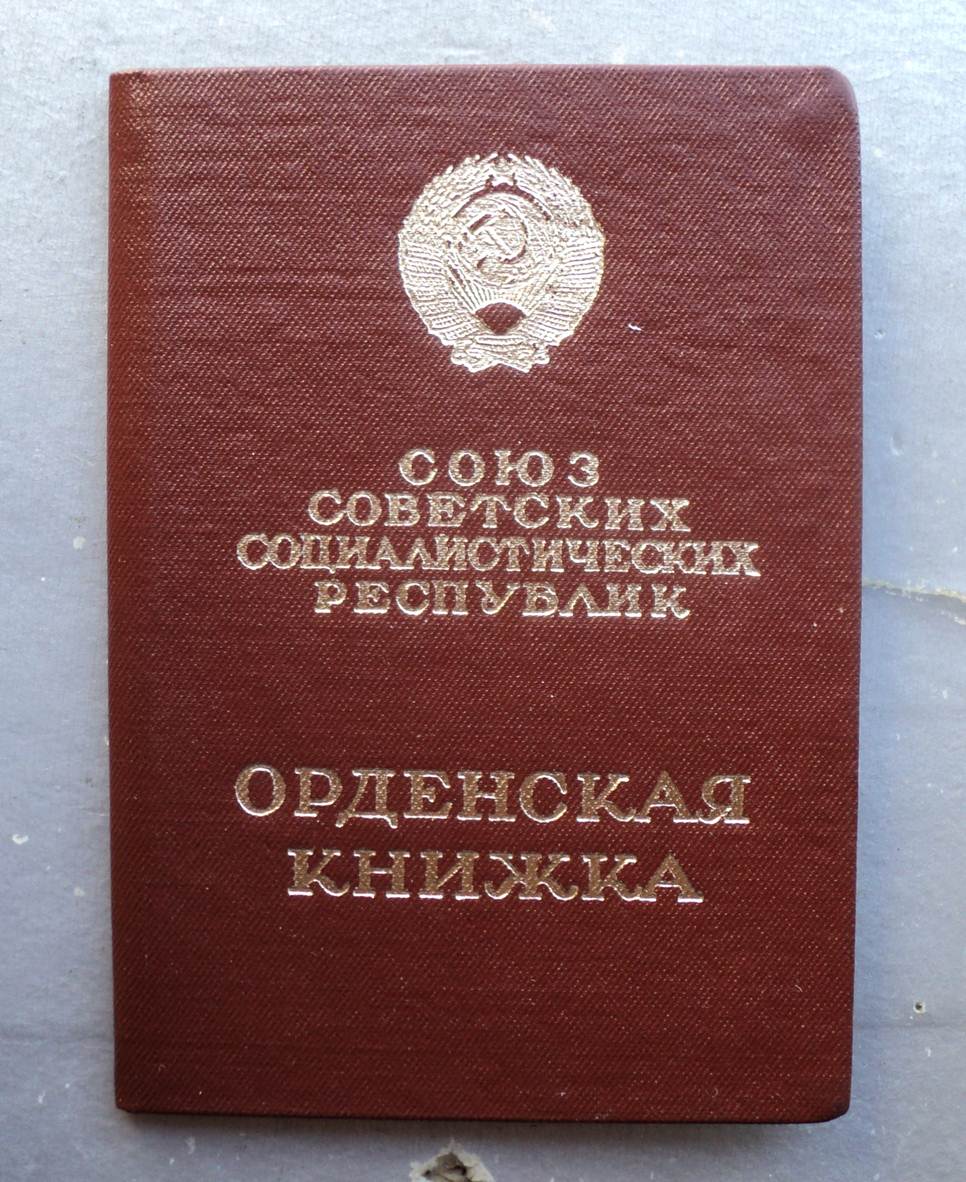 СОЮЗ
СОВЕТСКИХ
СОЦИАЛИСТИЧЕСКИХ
РЕСПУБЛИК
ОРДЕНСКАЯ
КНИЖКА